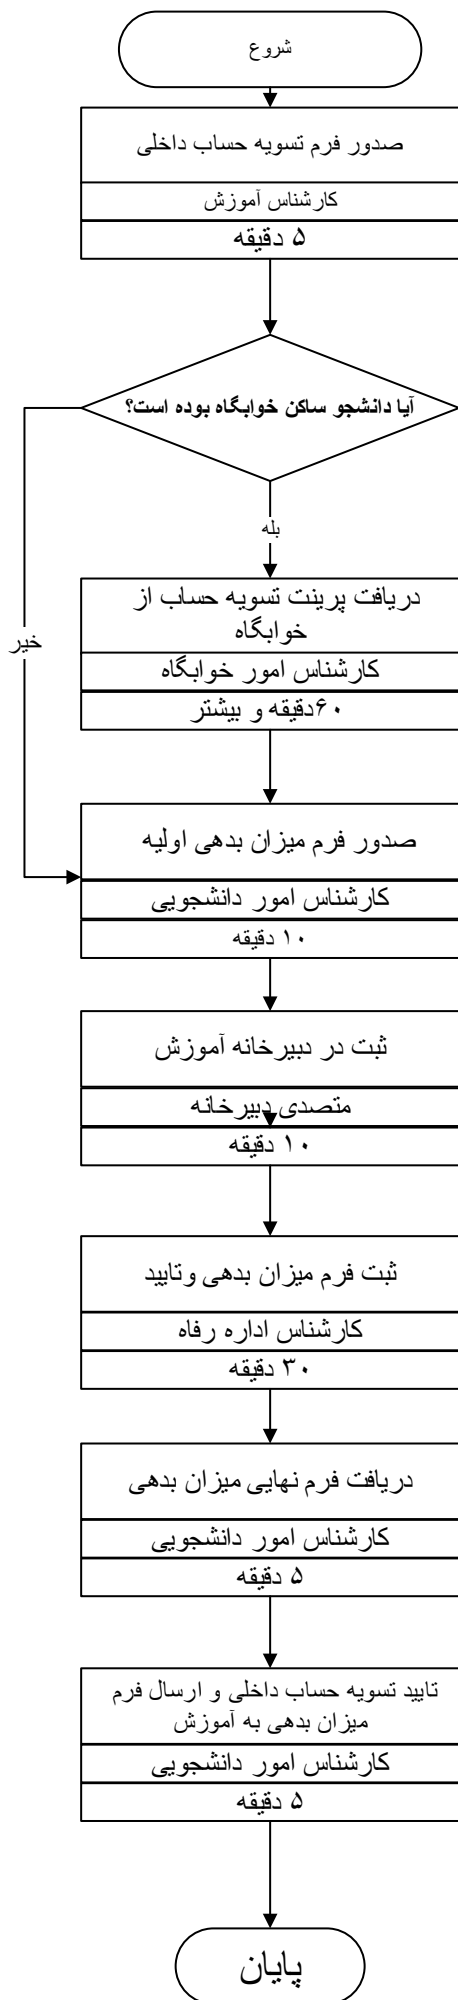 شروع
صدور فرم تسویه حساب داخلی
کارشناس آموزش
۵ دقیقه
آیا دانشجو ساکن خوابگاه بوده است؟
بله
خیر
دریافت پرینت تسویه حساب از
خوابگاه
کارشناس امور خوابگاه
۶۰دقیقه و بیشتر
صدور فرم میزان بدهی اولیه
کارشناس امور دانشجویی
۱۰ دقیقه
ثبت در دبیرخانه آموزش
متصدی دبیرخانه
۱۰ دقیقه
ثبت فرم میزان بدهی وتایید
کارشناس اداره رفاه
۳۰ دقیقه
دریافت فرم نهایی میزان بدهی
کارشناس امور دانشجویی
۵ دقیقه
تایید تسویه حساب داخلی و ارسال فرم
میزان بدهی به آموزش
کارشناس امور دانشجویی
۵ دقیقه
پایان